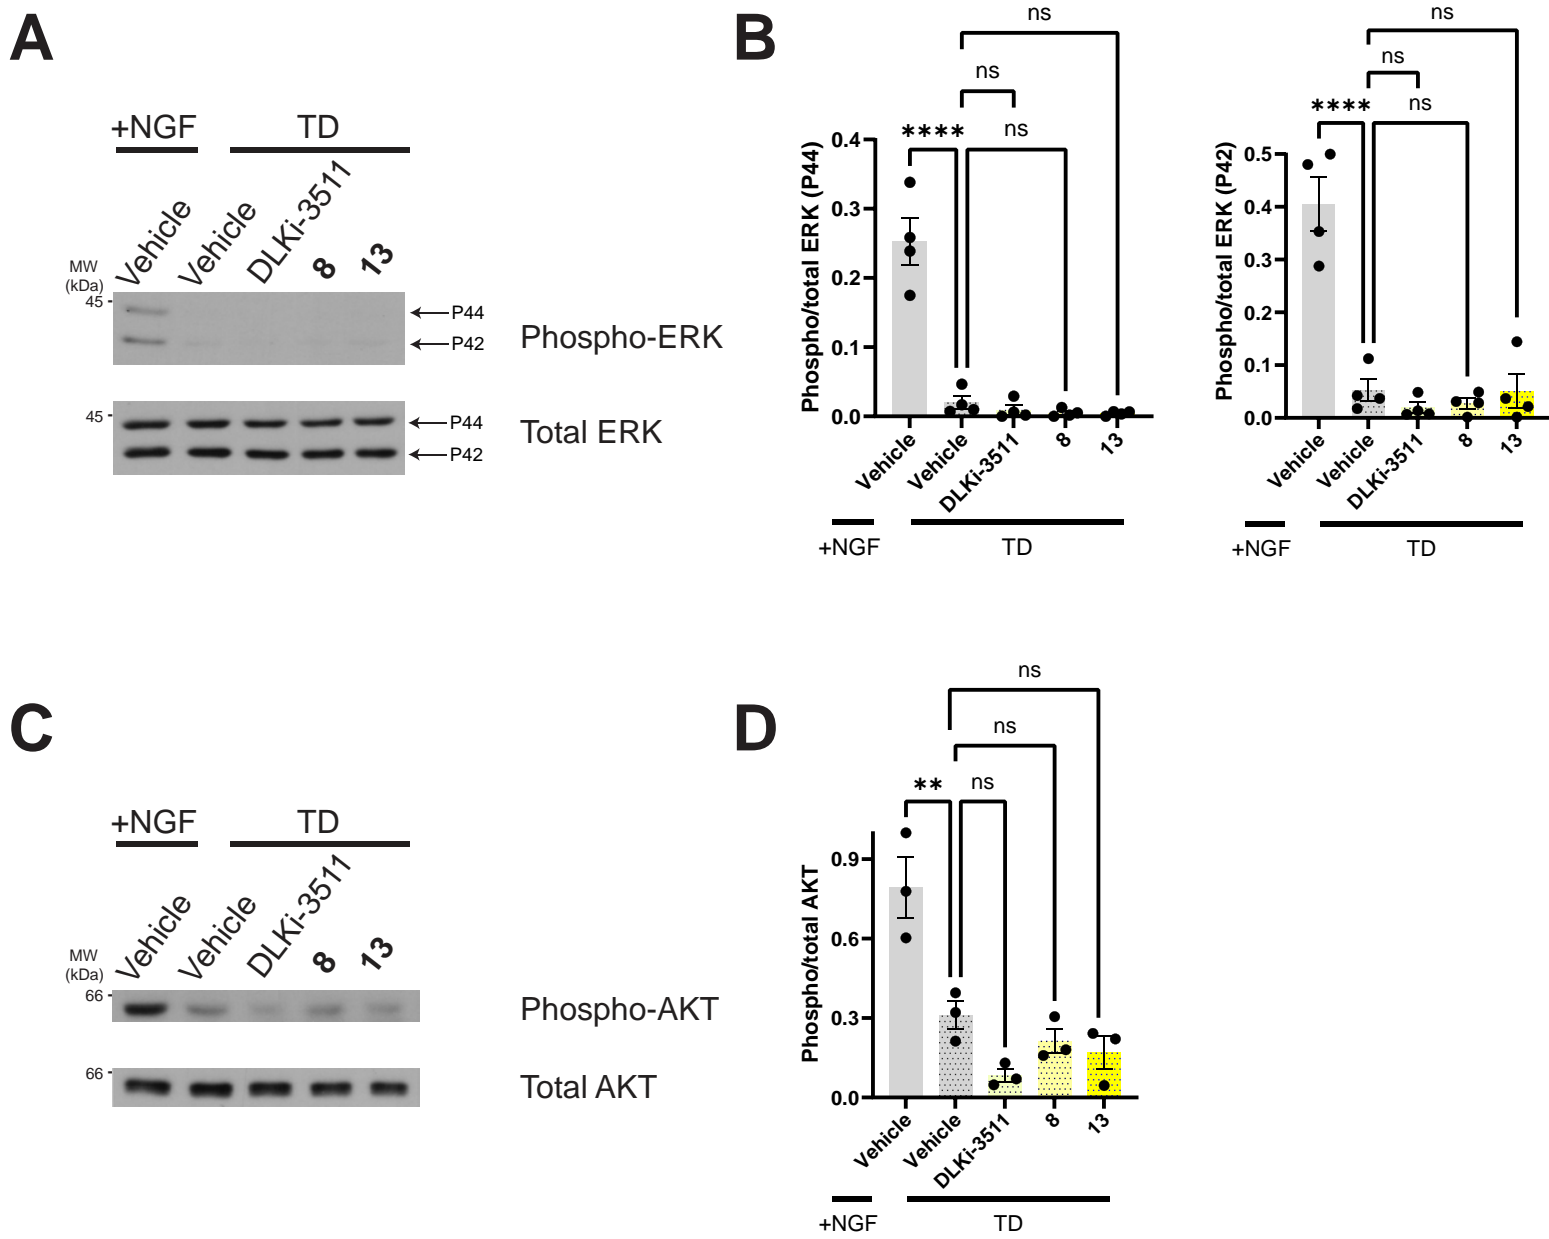 A
+NGF TD
Vehicle Vehicle DLKi-3511 8 13
MW
(kDa)
45
P44
P42
Phospho-ERK
45
P44
P42
Total ERK
B
ns
ns
**** ns
Phospho/total ERK (P44)
0.4
0.3
0.2
0.1
0.0
Vehicle Vehicle DLKi-3511 8 13
+NGF TD
ns
ns
**** ns
Phospho/total ERK (P42)
0.5
0.4
0.3
0.2
0.1
0.0
Vehicle Vehicle DLKi-3511 8 13
+NGF TD
C
+NGF TD
Vehicle Vehicle DLKi-3511 8 13
MW
(kDa)
66
Phospho-AKT
66
Total AKT
D
ns
ns
** ns
Phospho/total AKT
0.9
0.6
0.3
0.0
Vehicle Vehicle DLKi-3511 8 13
+NGF TD